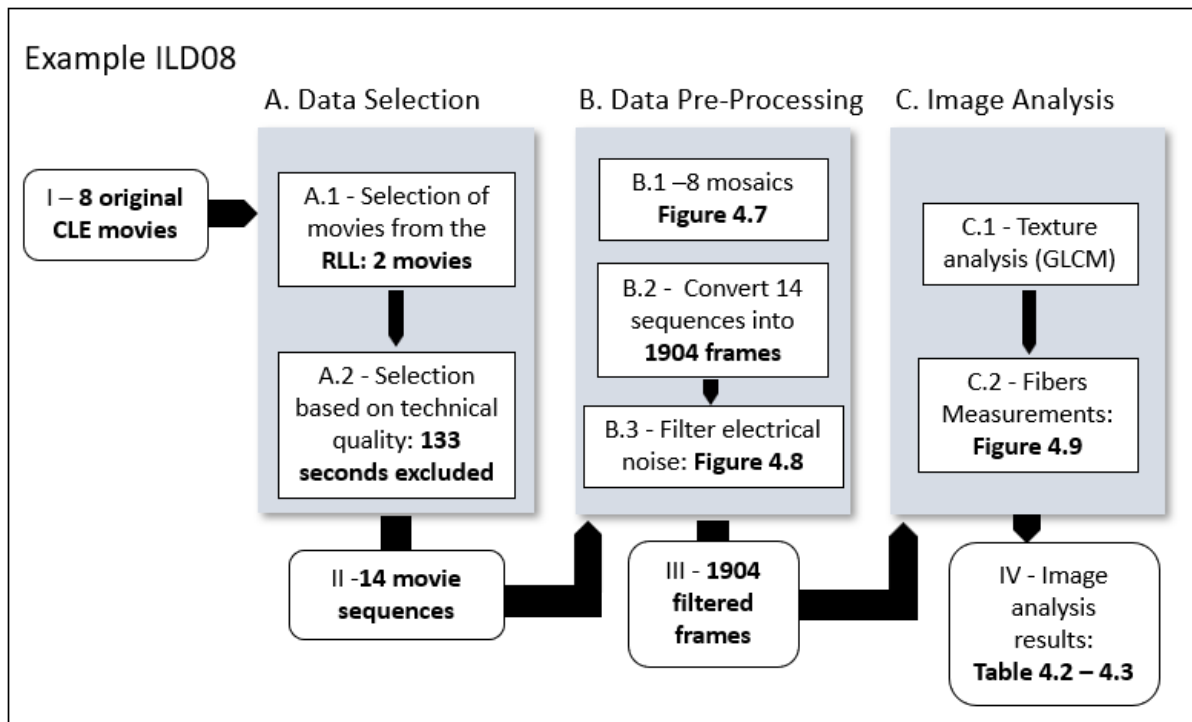 Example ILD08
A. Data Selection
B. Data Pre-Processing
C. Image Analysis
I – 8 original
CLE movies
A.1 - Selection of
movies from the
RLL: 2 movies
A.2 - Selection
based on technical
quality: 133
seconds excluded
II -14 movie
sequences
B.1 –8 mosaics
Figure 4.7
B.2 - Convert 14
sequences into
1904 frames
B.3 - Filter electrical
noise: Figure 4.8
III - 1904
filtered
frames
C.1 - Texture
analysis (GLCM)
C.2 - Fibers
Measurements:
Figure 4.9
IV - Image
analysis
results:
Table 4.2 – 4.3